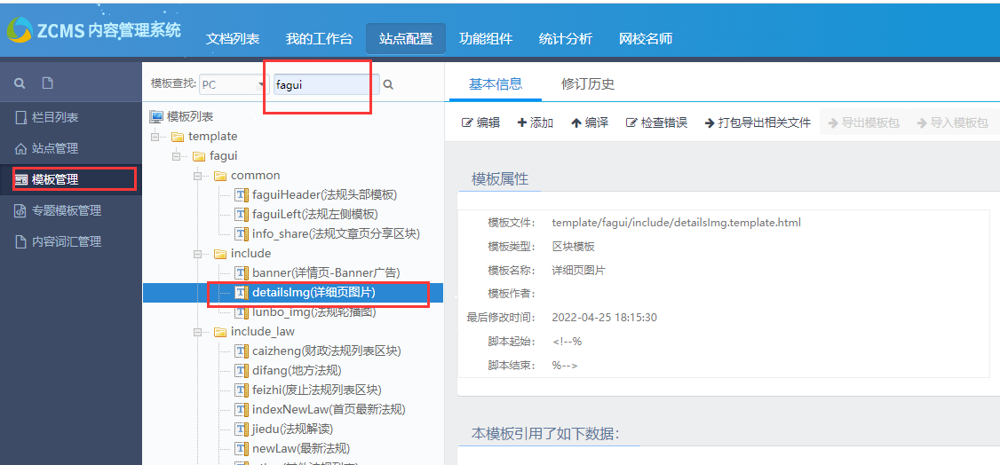 ZCMS 内容管理系统
文档列表 我的工作台 站点配置 功能组件 统计分析 网校名师
模板查找: PC fagui
基本信息 修订历史
栏目列表
站点管理
模板管理
专题模板管理
内容词汇管理
模板列表
template
fagui
common
faguiHeader(法规头部模板)
faguiLeft(法规左侧模板)
info_share(法规文章页分享区块)
include
banner(详情页-Banner广告)
detailsImg(详细页图片)
lunbo_img(法规轮播图)
include_law
caizheng(财政法规列表区块)
difang(地方法规)
feizhi(废止法规列表区块)
indexNewLaw(首页最新法规)
jiedu(法规解读)
newLaw(最新法规)
编辑 添加 编译 检查错误 打包导出相关文件 导出模板包 导入模板包
模板属性
模板文件: template/fagui/include/detailsImg.template.html
模板类型: 区块模板
模板名称: 详细页图片
模板作者:
最后修改时间: 2022-04-25 18:15:30
脚本起始: <!--%
脚本结束: %-->
本模板引用了如下数据: